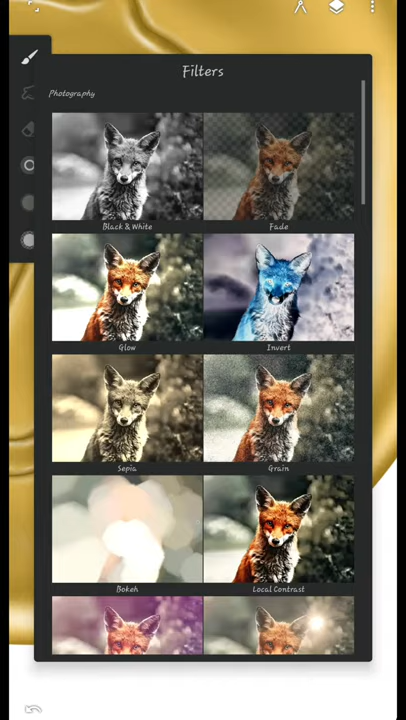 Filters
Photography
Black & White
Fade
Glow
Invert
Sepia
Grain
Bokeh
Local Contrast